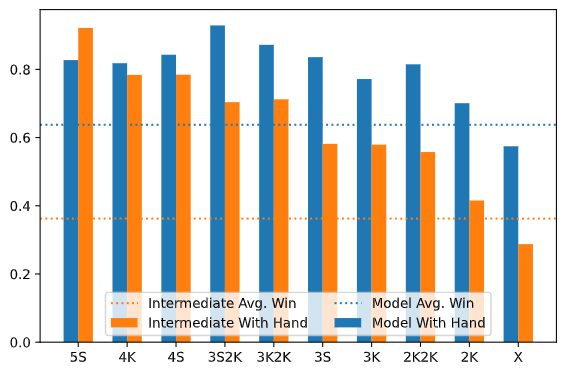 0.8
0.6
0.4
0.2
0.0
5S 4K 4S 3S2K 3K2K 3S 3K 2K2K 2K X
Intermediate Avg. Win Model Avg. Win
Intermediate With Hand Model With Hand